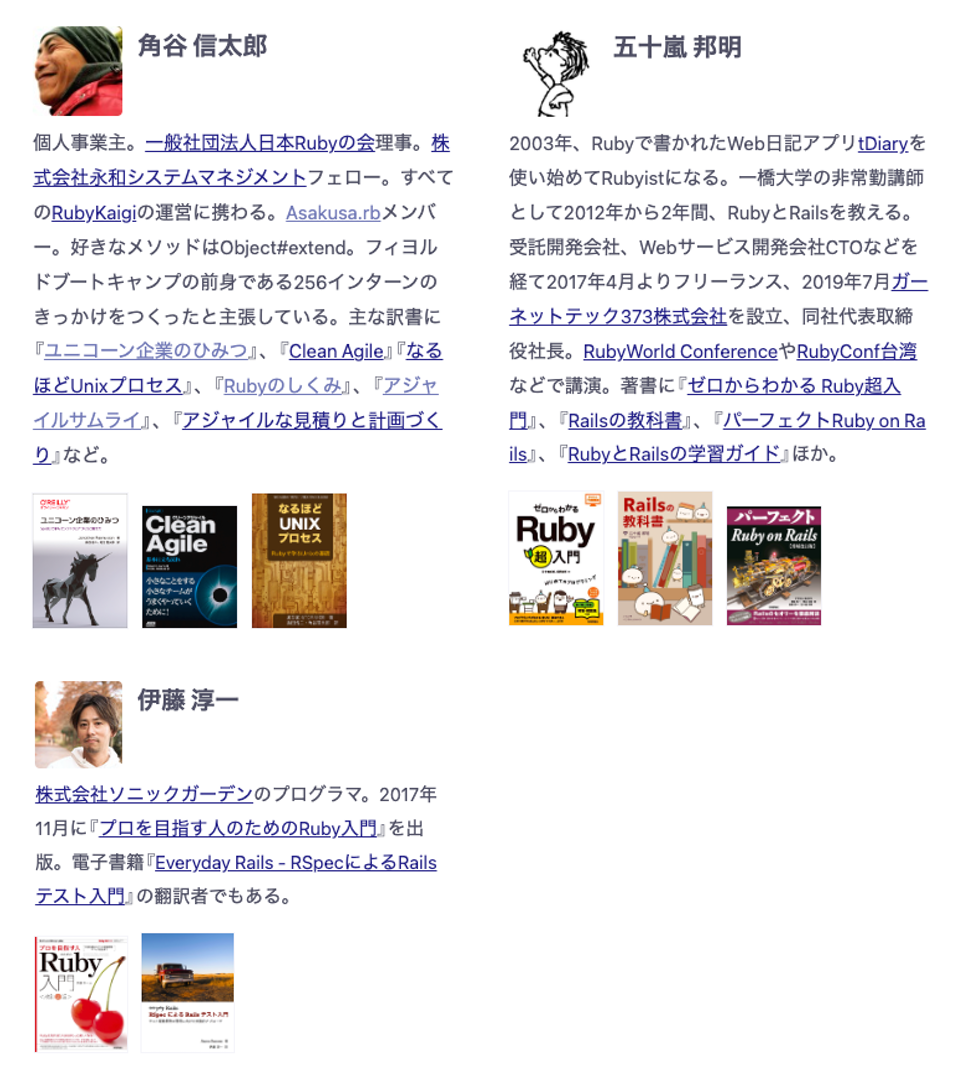 角谷 信太郎
個人事業主。一般社団法人日本Rubyの会理事。株
式会社永和システムマネジメントフェロー。すべて
のRubyKaigiの運営に携わる。Asakusa.rbメンバ
ー。好きなメソッドはObject#extend。フィヨル
ドブートキャンプの前身である256インターンの
きっかけをつくったと主張している。主な訳書に
『ユニコーン企業のひみつ』、『Clean Agile』『なる
ほどUnixプロセス』、『Rubyのしくみ』、『アジャ
イルサムライ』、『アジャイルな見積りと計画づく
り』など。
O'REILLY
ユニコーン企業のひみつ
Clean
Agile
小さなことをする
小さなチームが
うまくやっていく
ために!
なるほど
UNIX
プロセス
五十嵐 邦明
2003年、Rubyで書かれたWeb日記アプリtDiaryを
使い始めてRubyistになる。一橋大学の非常勤講師
として2012年から2年間、RubyとRailsを教える。
受託開発会社、Webサービス開発会社CTOなどを
経て2017年4月よりフリーランス、2019年7月ガー
ネットテック373株式会社を設立、同社代表取締
役社長。RubyWorld ConferenceやRubyConf台湾
などで講演。著書に『ゼロからわかる Ruby超入
門』、『Railsの教科書』、『パーフェクトRuby on Ra
ils』、『RubyとRailsの学習ガイド』ほか。
ゼロからわかる
Ruby
超入門
Railsの
教科書
パーフェクト
Ruby on Rails
伊藤 淳一
株式会社ソニックガーデンのプログラマ。2017年
11月に『プロを目指す人のためのRuby入門』を出
版。電子書籍『Everyday Rails - RSpecによるRails
テスト入門』の翻訳者でもある。
プロを目指す人
Ruby
入門
Everyday Rails
RSpec による Rails テスト入門